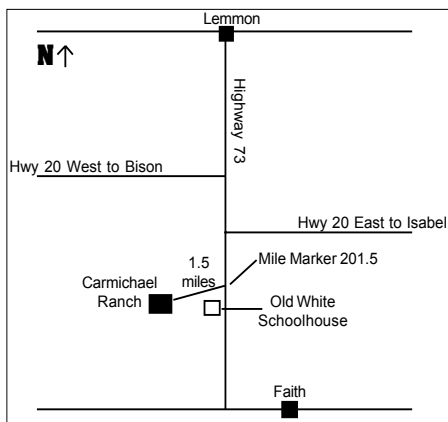 Lemmon
N
Highway 73
Hwy 20 West to Bison
Hwy 20 East to Isabel
1.5
miles
Mile Marker 201.5
Carmichael
Ranch
Old White
Schoolhouse
Faith